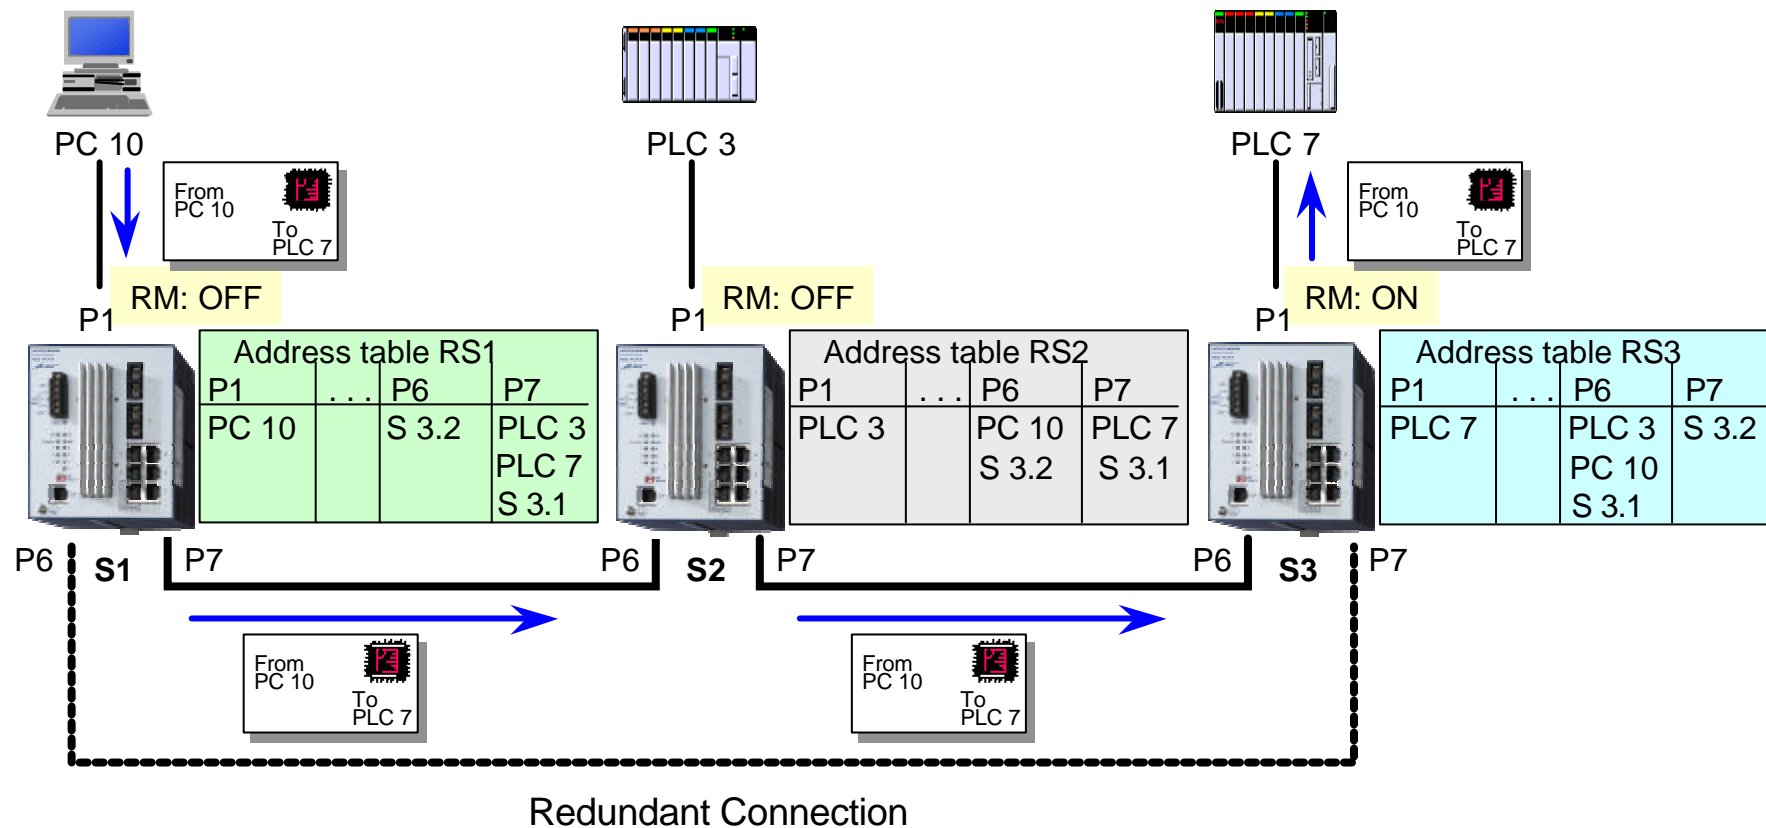 PC 10
PLC 3
PLC 7
From
PC 10
To
PLC 7
From
PC 10
To
PLC 7
RM: OFF
RM: OFF
RM: ON
P1
P1
P1
Address table RS1
P1 . . . P6 P7
PC 10 S 3.2 PLC 3
PLC 7
S 3.1
Address table RS2
P1 . . . P6 P7
PLC 3 PC 10 PLC 7
S 3.2 S 3.1
Address table RS3
P1 . . . P6 P7
PLC 7 PLC 3 S 3.2
PC 10
S 3.1
P6 S1 P7
P6 S2 P7
P6 S3 P7
From
PC 10
To
PLC 7
From
PC 10
To
PLC 7
Redundant Connection